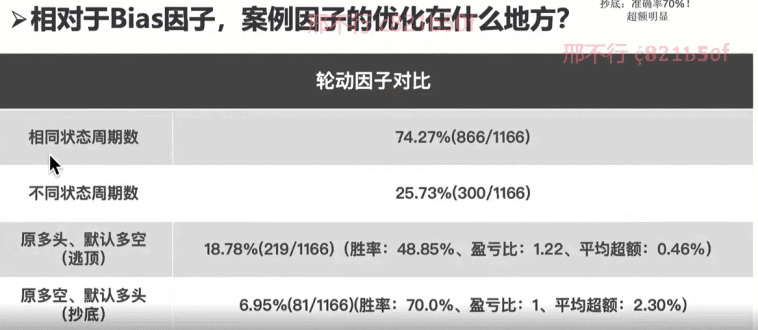 抄底：准确率70%！
超额明显
➢相对于Bias因子，案例因子的优化在什么地方？
邢不行
轮动因子对比
相同状态周期数
74.27%(866/1166)
不同状态周期数
25.73%(300/1166)
原多头、默认多空
（逃顶）
18.78%(219/1166)（胜率：48.85%、盈亏比：1.22、平均超额：0.46%）
原多空、默认多头
（抄底）
6.95%(81/1166)(胜率：70.0%、盈亏比：1、平均超额：2.30%）